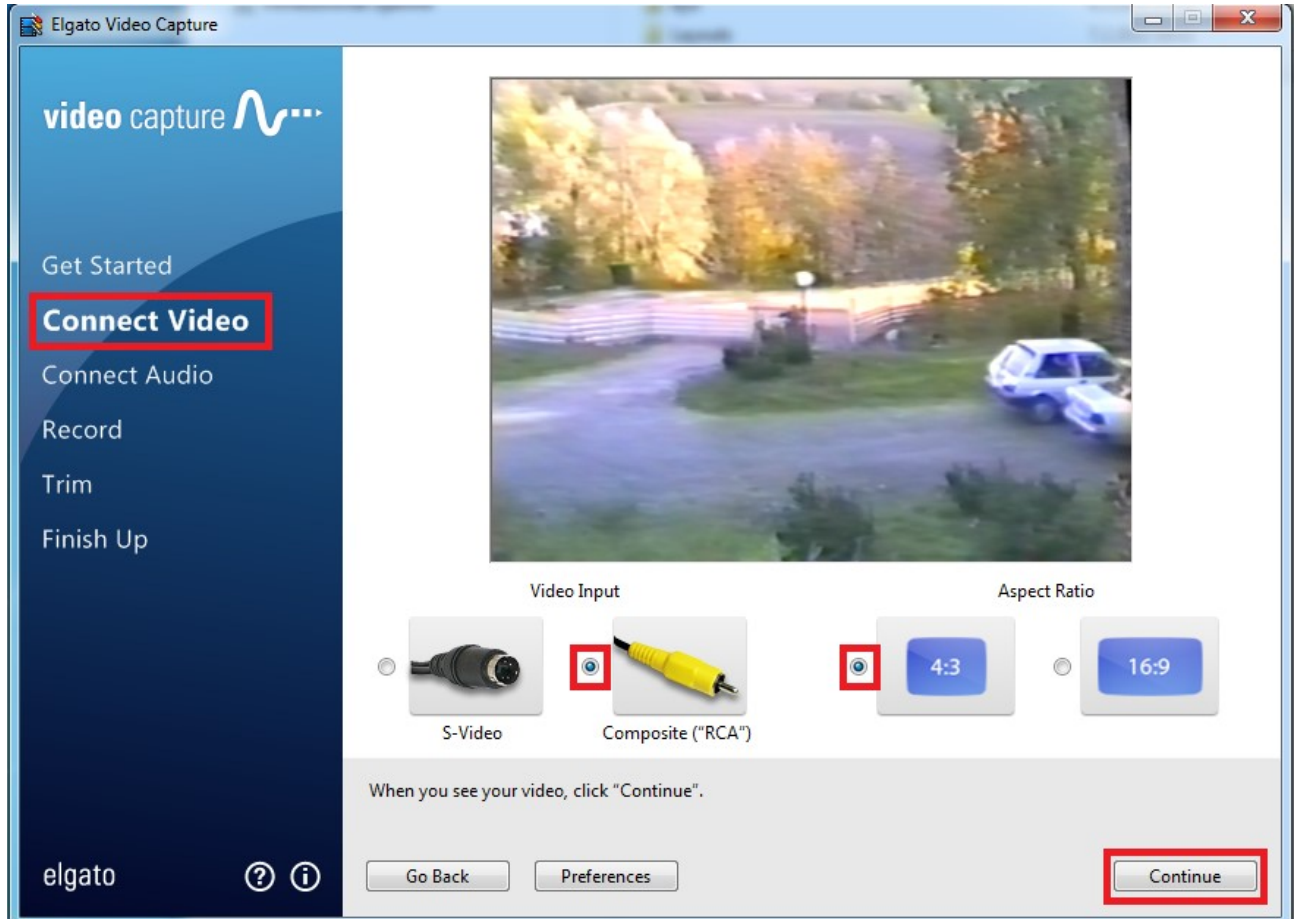 Elgato Video Capture
video capture
Get Started
Connect Video
Connect Audio
Record
Trim
Finish Up
Video Input
Aspect Ratio
4:3
16:9
S-Video
Composite (“RCA”)
When you see your video, click “Continue”.
elgato
Go Back
Preferences
Continue